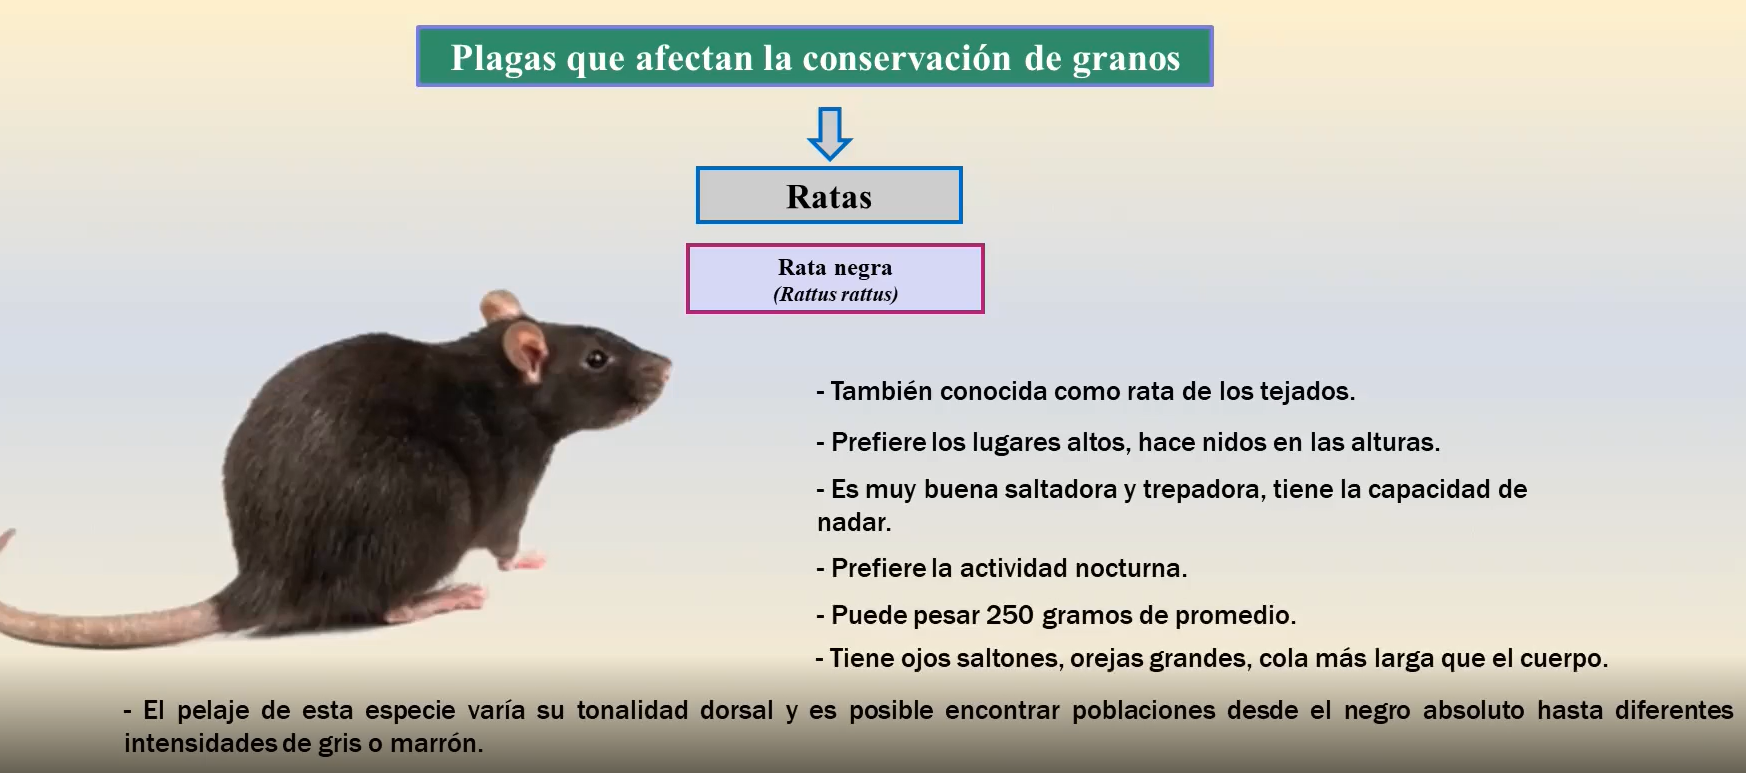 Plagas que afectan la conservación de granos
Ratas
Rata negra
(Rattus rattus)
- También conocida como rata de los tejados.
- Prefiere los lugares altos, hace nidos en las alturas.
- Es muy buena saltadora y trepadora, tiene la capacidad de
nadar.
- Prefiere la actividad nocturna.
- Puede pesar 250 gramos de promedio.
- Tiene ojos saltones, orejas grandes, cola más larga que el cuerpo.
- El pelaje de esta especie varía su tonalidad dorsal y es posible encontrar poblaciones desde el negro absoluto hasta diferentes
intensidades de gris o marrón.